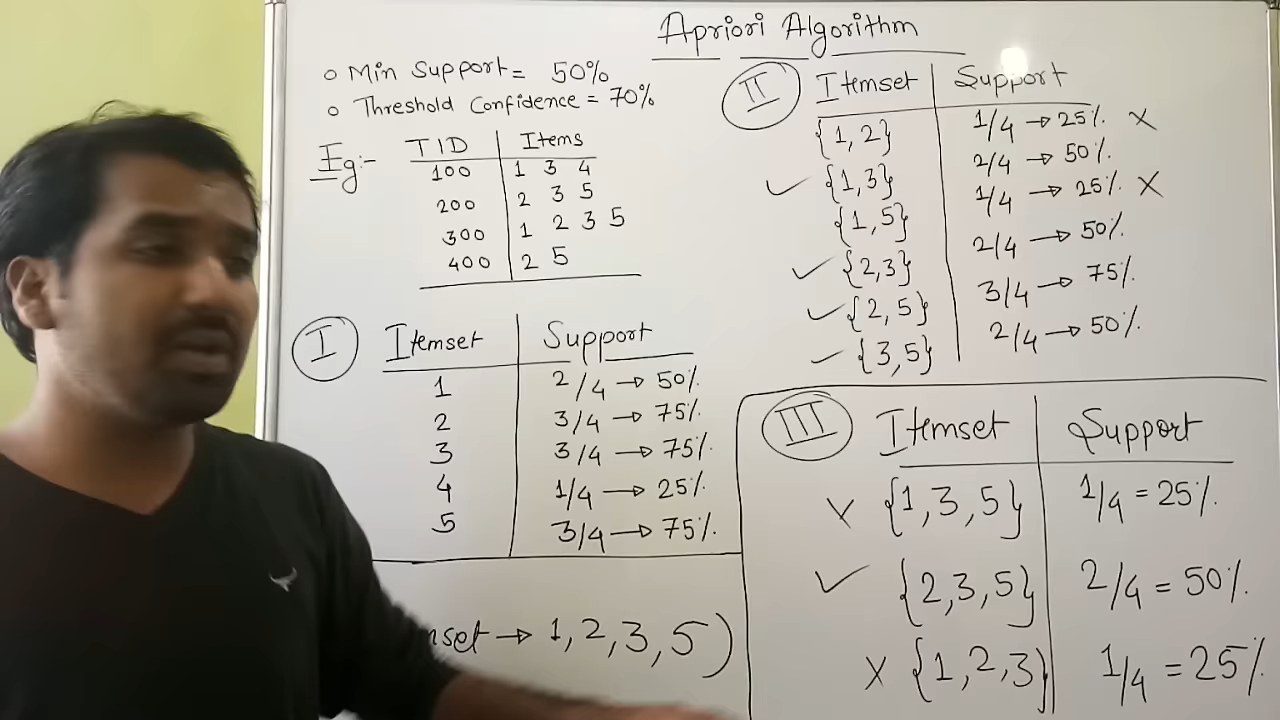 Apriori Algorithm
o Min Support = 50%
o Threshold Confidence = 70%
Eg:-
TID Items
100 1 3 4
200 2 3 5
300 1 2 3 5
400 2 5
I Itemset Support
1 2/4 → 50%
2 3/4 → 75%
3 3/4 → 75%
4 1/4 → 25%
5 3/4 → 75%
→ 1, 2, 3, 5)
II Itemset Support
{1, 2} 1/4 → 25% X
✓ {1,3} 2/4 → 50%
{1,5} 1/4 → 25% X
✓ {2,3} 2/4 → 50%
✓ {2, 5} 3/4 → 75%
✓ {3,5} 2/4 → 50%
III Itemset Support
X {1,3,5} 1/4 = 25%
✓ {2,3,5} 2/4 = 50%
X {1,2,3} 1/4 = 25%